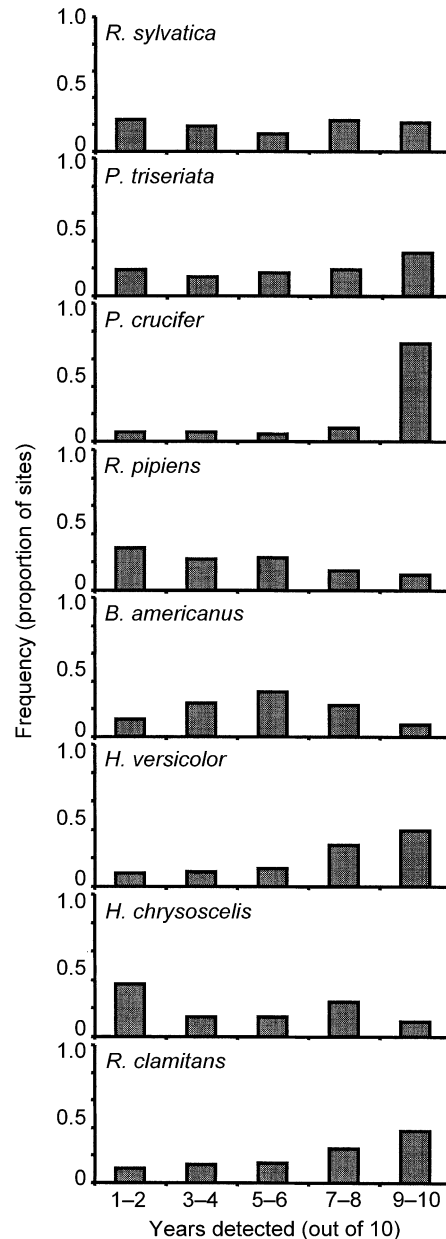 Frequency (proportion of sites)
1.0
R. sylvatica
0.5
0
1.0
P. triseriata
0.5
0
1.0
P. crucifer
0.5
0
1.0
R. pipiens
0.5
0
1.0
B. americanus
0.5
0
1.0
H. versicolor
0.5
0
1.0
H. chrysoscelis
0.5
0
1.0
R. clamitans
0.5
0
1–2 3–4 5–6 7–8 9–10
Years detected (out of 10)